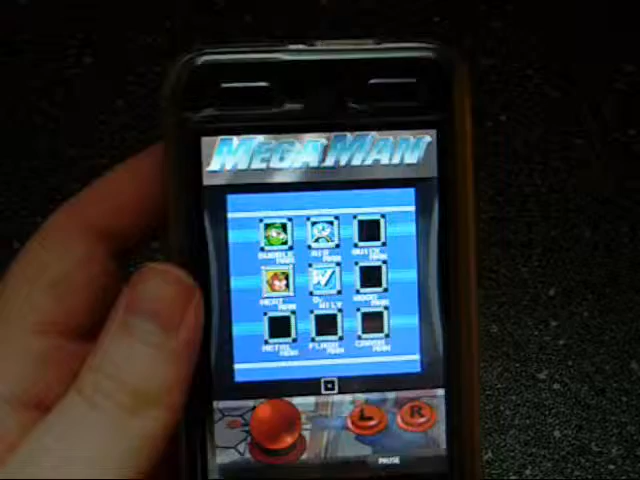 MEGA MAN
BUBBLE MAN AIR MAN QUICK MAN
HEAT MAN DR. WILY WOOD MAN
METAL MAN FLASH MAN CRASH MAN
L R
PAUSE